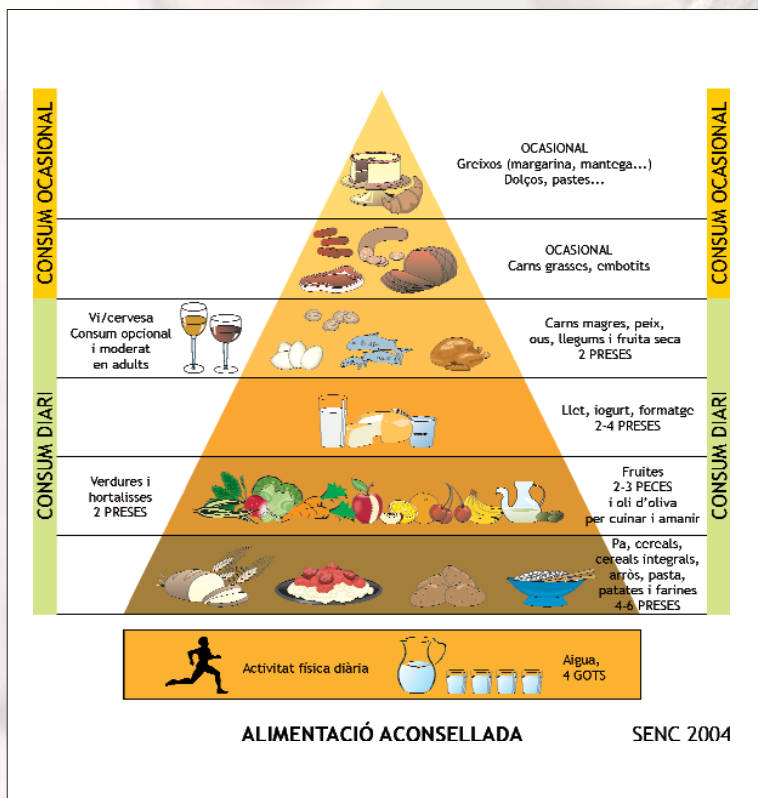 CONSUM OCASIONAL
CONSUM DIARI
OCASIONAL
Greixos (margarina, mantega...)
Dolços, pastes...
OCASIONAL
Carns grasses, embotits
Vi/cervesa
Consum opcional
i moderat
en adults
Carns magres, peix,
ous, llegums i fruita seca
2 PRESES
Llet, iogurt, formatge
2-4 PRESES
Verdures i
hortalisses
2 PRESES
Fruites
2-3 PECES
i oli d'oliva
per cuinar i amanir
Pa, cereals,
cereals integrals,
arròs, pasta,
patates i farines
4-6 PRESES
CONSUM OCASIONAL
CONSUM DIARI
Activitat física diària
Aigua,
4 GOTS
ALIMENTACIÓ ACONSELLADA
SENC 2004